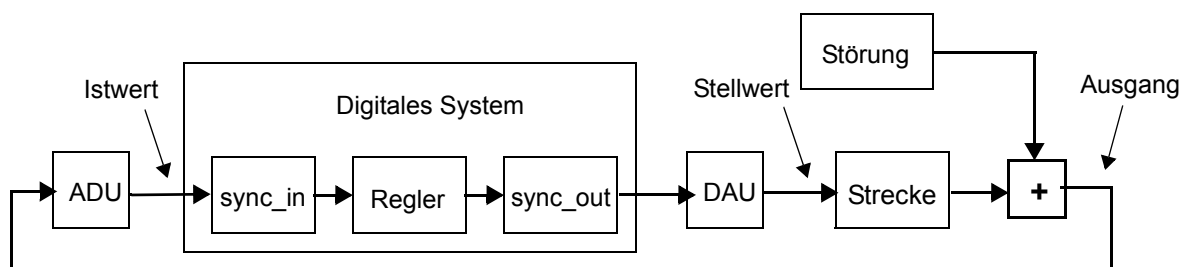 Störung
Istwert
Stellwert
Ausgang
Digitales System
ADU
sync_in
Regler
sync_out
DAU
Strecke
+